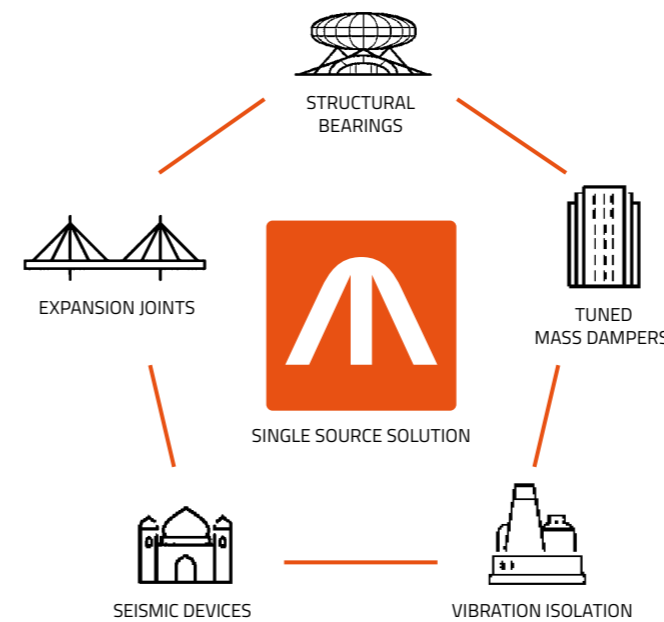 STRUCTURAL
BEARINGS
EXPANSION JOINTS
TUNED
MASS DAMPERS
SINGLE SOURCE SOLUTION
SEISMIC DEVICES
VIBRATION ISOLATION